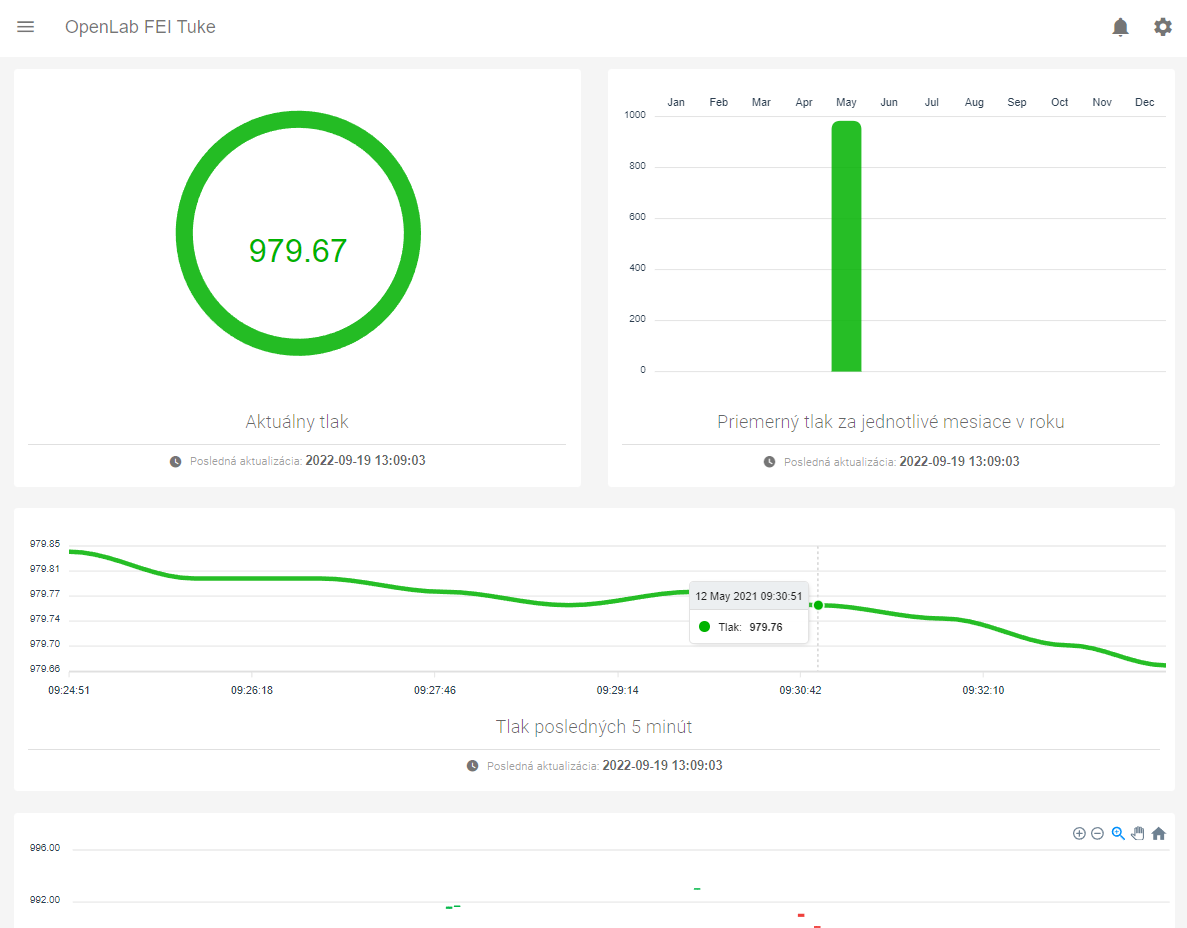 OpenLab FEI Tuke
979.67
Aktuálny tlak
Posledná aktualizácia: 2022-09-19 13:09:03
Jan Feb Mar Apr May Jun Jul Aug Sep Oct Nov Dec
1000
800
600
400
200
0
Priemerný tlak za jednotlivé mesiace v roku
Posledná aktualizácia: 2022-09-19 13:09:03
979.85
979.81
979.77
979.74
979.70
979.66
12 May 2021 09:30:51
Tlak: 979.76
09:24:51 09:26:18 09:27:46 09:29:14 09:30:42 09:32:10
Tlak posledných 5 minút
Posledná aktualizácia: 2022-09-19 13:09:03
996.00
992.00